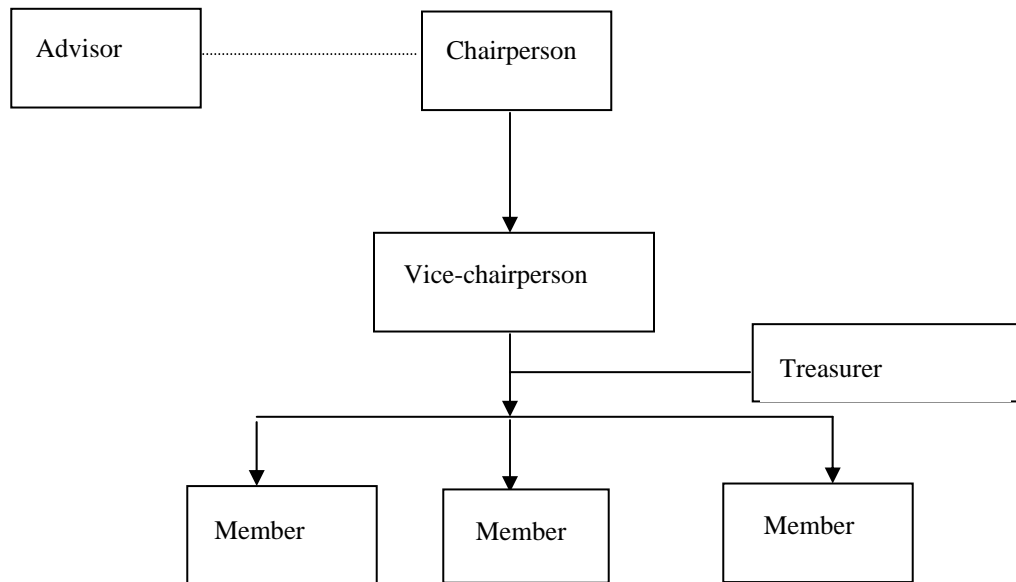 Advisor
Chairperson
Vice-chairperson
Treasurer
Member
Member
Member